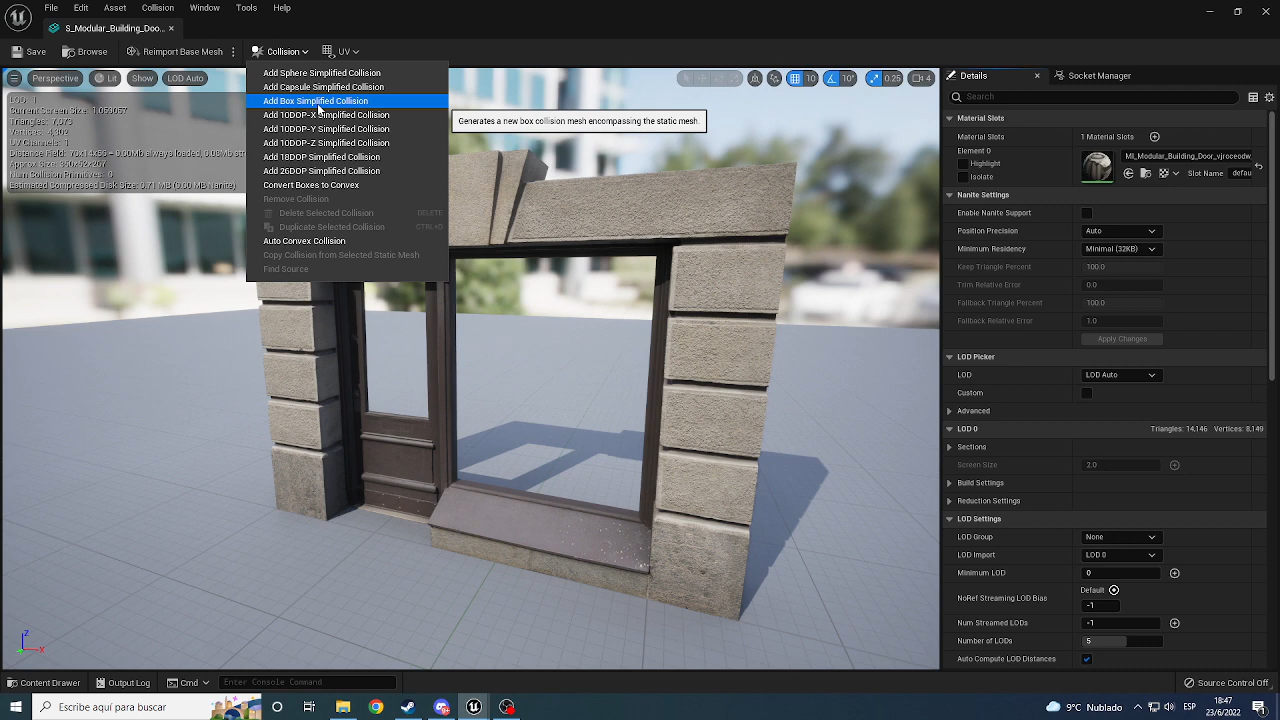 S_Modular_Building_Doo...
Save
Browse
Reimport Base Mesh
Collision
UV
Perspective
Lit
Show
LOD Auto
10
10°
0.25
4
Add Sphere Simplified Collision
Add Capsule Simplified Collision
Add Box Simplified Collision
Add 10DOP-X Simplified Collision
Add 10DOP-Y Simplified Collision
Add 10DOP-Z Simplified Collision
Add 18DOP Simplified Collision
Add 26DOP Simplified Collision
Convert Boxes to Convex
Remove Collision
Delete Selected Collision DELETE
Duplicate Selected Collision CTRL+D
Auto Convex Collision
Copy Collision from Selected Static Mesh
Find Source
Generates a new box collision mesh encompassing the static mesh.
Details
Socket Manager
Search
Material Slots
Material Slots 1 Material Slots
Element 0
Highlight
Isolate
MI_Modular_Building_Door_vjroceodw
Slot Name defau
Nanite Settings
Enable Nanite Support
Position Precision Auto
Minimum Residency Minimal (32KB)
Keep Triangle Percent 100.0
Trim Relative Error 0.0
Fallback Triangle Percent 100.0
Fallback Relative Error 1.0
Apply Changes
LOD Picker
LOD LOD Auto
Custom
Advanced
LOD 0 Triangles: 14,146 Vertices: 8,149
Sections
Screen Size 2.0
Build Settings
Reduction Settings
LOD Settings
LOD Group None
LOD Import LOD 0
Minimum LOD 0
Default
NoRef Streaming LOD Bias
-1
Num Streamed LODs -1
Number of LODs 5
Auto Compute LOD Distances
Z
X
Content Drawer
Output Log
Cmd
Enter Console Command
Source Control Off
Escribe aquí para buscar
9°C Nublado
ESP
18:47
23/6/2022